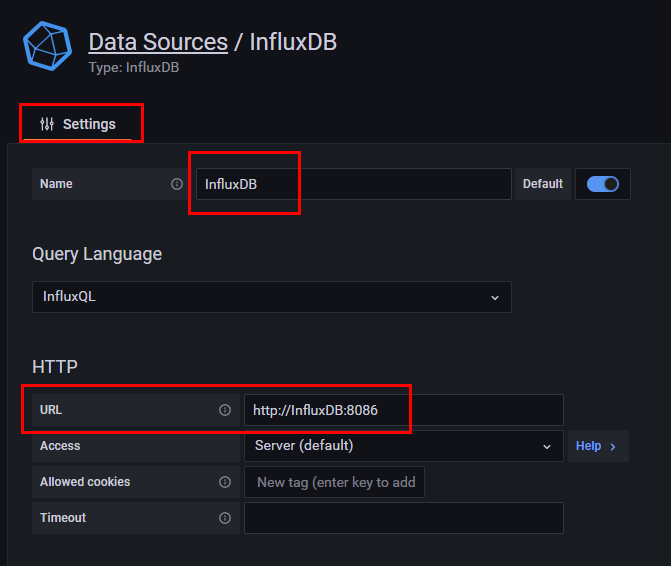 Data Sources / InfluxDB
Type: InfluxDB
Settings
Name InfluxDB Default
Query Language
InfluxQL
HTTP
URL http://InfluxDB:8086
Access Server (default) Help >
Allowed cookies New tag (enter key to add
Timeout